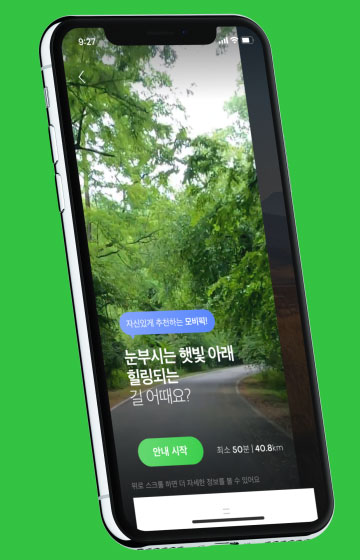 9:27
자신있게 추천하는 모비픽!
눈부시는 햇빛 아래
힐링되는
길 어때요?
안내 시작
최소 50분 | 40.8km
위로 스크롤 하면 더 자세한 정보를 볼 수 있어요